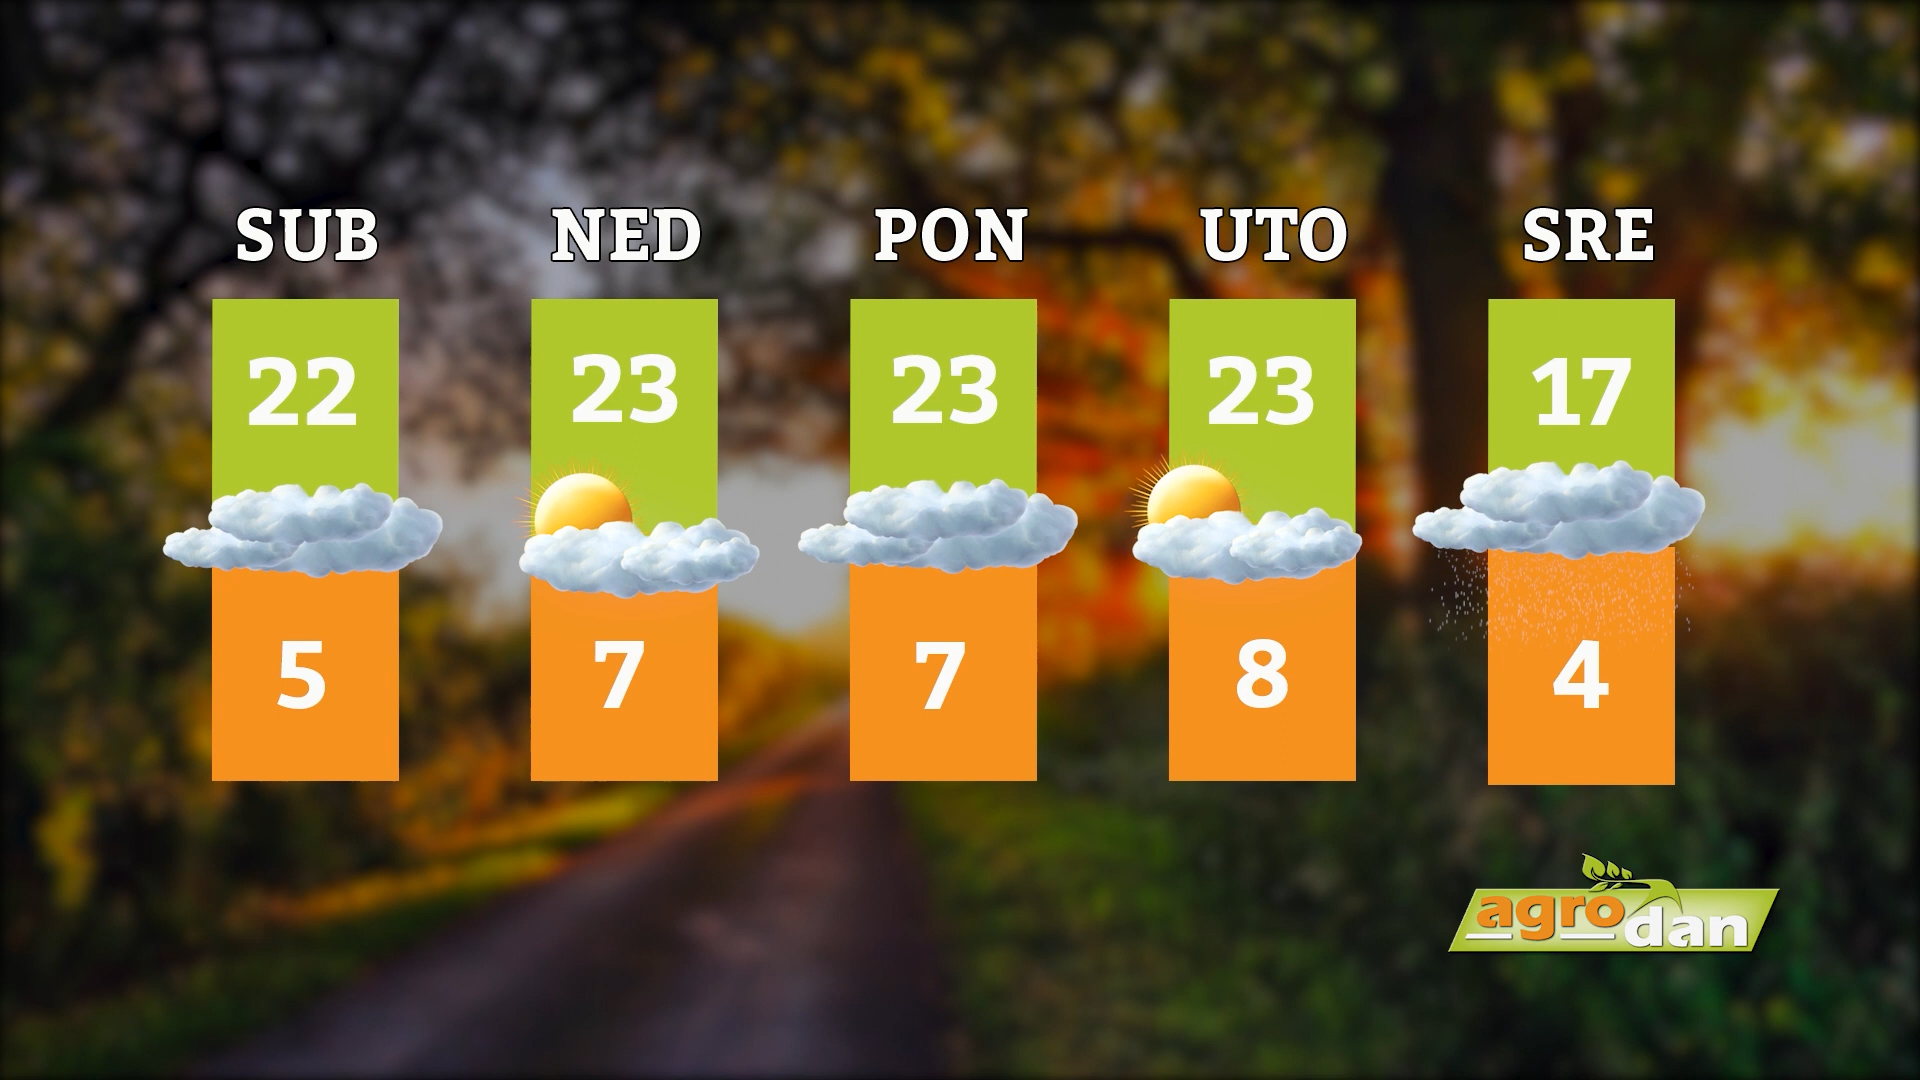 SUB NED PON UTO SRE
22 23 23 23 17
5 7 7 8 4
agro dan